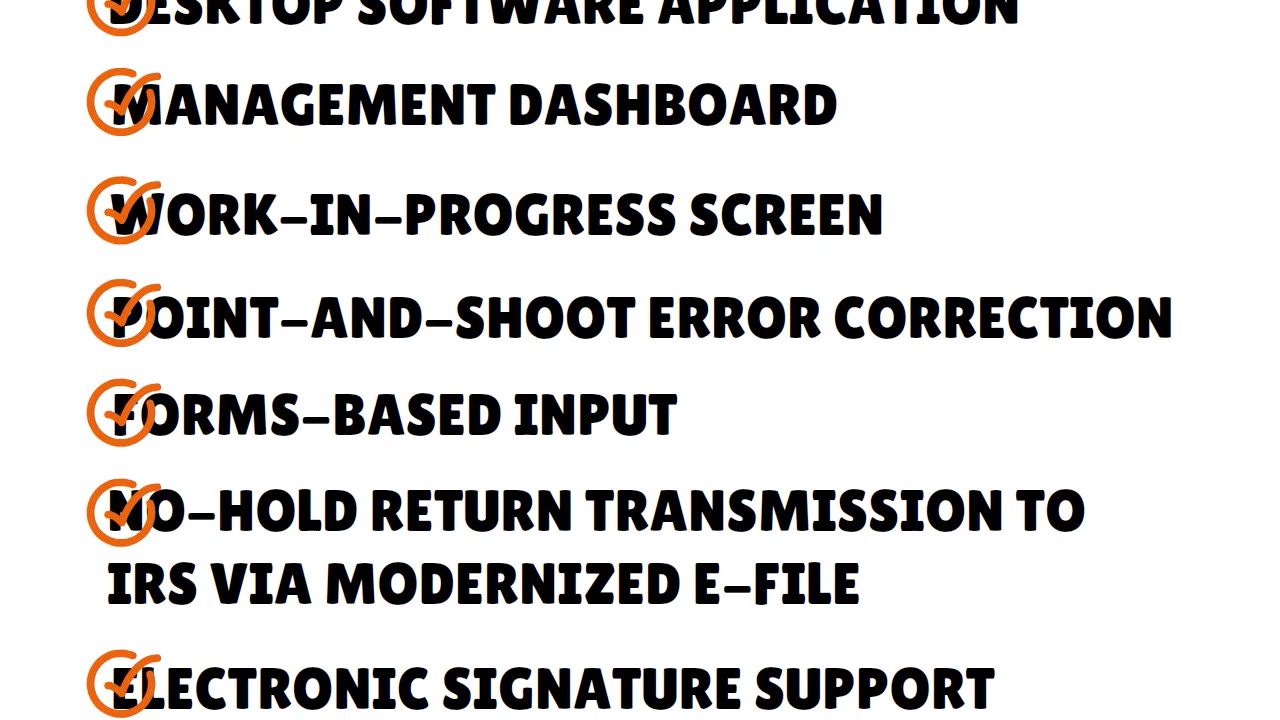 DESKTOP SOFTWARE APPLICATION
MANAGEMENT DASHBOARD
WORK-IN-PROGRESS SCREEN
POINT-AND-SHOOT ERROR CORRECTION
FORMS-BASED INPUT
NO-HOLD RETURN TRANSMISSION TO
IRS VIA MODERNIZED E-FILE
ELECTRONIC SIGNATURE SUPPORT